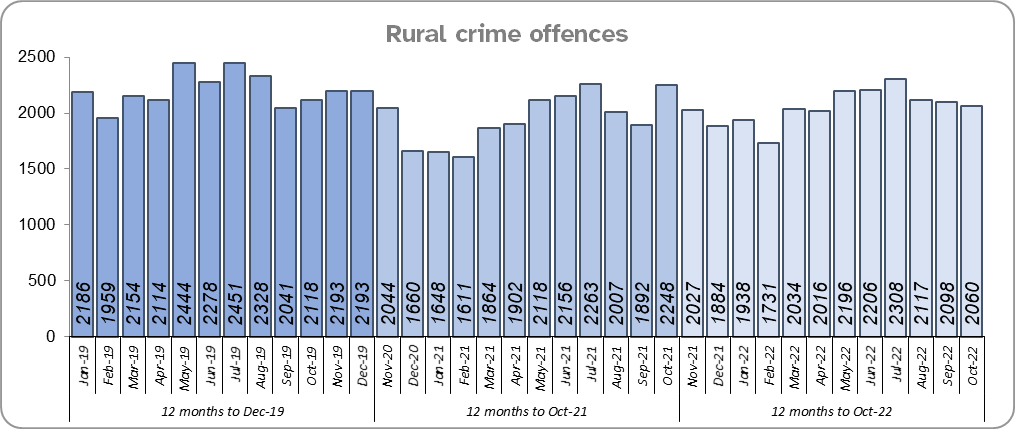 Rural crime offences
2500
2000
1500
1000
500
0
2186 1959 2154 2114 2444 2278 2451 2328 2041 2118 2193 2193 2044 1660 1648 1611 1864 1902 2118 2156 2263 2007 1892 2248 2027 1884 1938 1731 2034 2016 2196 2206 2308 2117 2098 2060
Jan-19 Feb-19 Mar-19 Apr-19 May-19 Jun-19 Jul-19 Aug-19 Sep-19 Oct-19 Nov-19 Dec-19 Nov-20 Dec-20 Jan-21 Feb-21 Mar-21 Apr-21 May-21 Jun-21 Jul-21 Aug-21 Sep-21 Oct-21 Nov-21 Dec-21 Jan-22 Feb-22 Mar-22 Apr-22 May-22 Jun-22 Jul-22 Aug-22 Sep-22 Oct-22
12 months to Dec-19 12 months to Oct-21 12 months to Oct-22